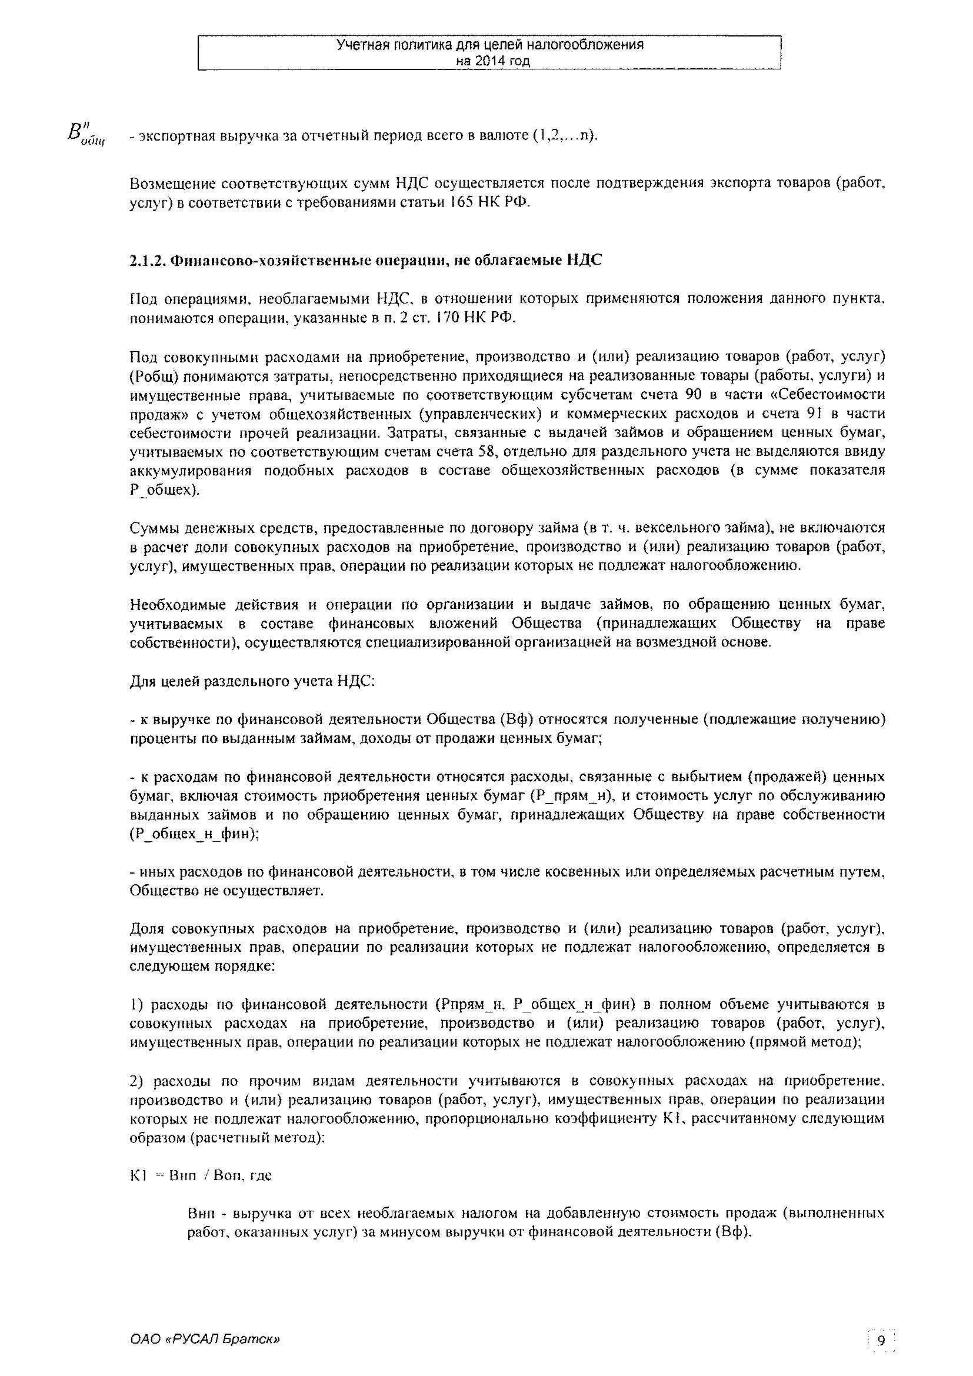 Учетная политика для целей налогообложения
на 2014 год
Вⁿобщ - экспортная выручка за отчетный период всего в валюте (1,2,...n).
Возмещение соответствующих сумм НДС осуществляется после подтверждения экспорта товаров (работ,
услуг) в соответствии с требованиями статьи 165 НК РФ.
2.1.2. Финансово-хозяйственные операции, не облагаемые НДС
Под операциями, необлагаемыми НДС, в отношении которых применяются положения данного пункта,
понимаются операции, указанные в п. 2 ст. 170 НК РФ.
Под совокупными расходами на приобретение, производство и (или) реализацию товаров (работ, услуг)
(Робщ) понимаются затраты, непосредственно приходящиеся на реализованные товары (работы, услуги) и
имущественные права, учитываемые по соответствующим субсчетам счета 90 в части «Себестоимости
продаж» с учетом общехозяйственных (управленческих) и коммерческих расходов и счета 91 в части
себестоимости прочей реализации. Затраты, связанные с выдачей займов и обращением ценных бумаг,
учитываемых по соответствующим счетам счета 58, отдельно для раздельного учета не выделяются ввиду
аккумулирования подобных расходов в составе общехозяйственных расходов (в сумме показателя
Р_общех).
Суммы денежных средств, предоставленные по договору займа (в т. ч. вексельного займа), не включаются
в расчет доли совокупных расходов на приобретение, производство и (или) реализацию товаров (работ,
услуг), имущественных прав, операции по реализации которых не подлежат налогообложению.
Необходимые действия и операции по организации и выдаче займов, по обращению ценных бумаг,
учитываемых в составе финансовых вложений Общества (принадлежащих Обществу на праве
собственности), осуществляются специализированной организацией на возмездной основе.
Для целей раздельного учета НДС:
- к выручке по финансовой деятельности Общества (Вф) относятся полученные (подлежащие получению)
проценты по выданным займам, доходы от продажи ценных бумаг;
- к расходам по финансовой деятельности относятся расходы, связанные с выбытием (продажей) ценных
бумаг, включая стоимость приобретения ценных бумаг (Р_прям_н), и стоимость услуг по обслуживанию
выданных займов и по обращению ценных бумаг, принадлежащих Обществу на праве собственности
(Р_общех_н_фин);
- иных расходов по финансовой деятельности, в том числе косвенных или определяемых расчетным путем,
Общество не осуществляет.
Доля совокупных расходов на приобретение, производство и (или) реализацию товаров (работ, услуг),
имущественных прав, операции по реализации которых не подлежат налогообложению, определяется в
следующем порядке:
1) расходы по финансовой деятельности (Рпрям_н, Р_общех_н_фин) в полном объеме учитываются в
совокупных расходах на приобретение, производство и (или) реализацию товаров (работ, услуг),
имущественных прав, операции по реализации которых не подлежат налогообложению (прямой метод);
2) расходы по прочим видам деятельности учитываются в совокупных расходах на приобретение,
производство и (или) реализацию товаров (работ, услуг), имущественных прав, операции по реализации
которых не подлежат налогообложению, пропорционально коэффициенту К1, рассчитанному следующим
образом (расчетный метод):
К1 = Внп / Воп, где
Внп - выручка от всех необлагаемых налогом на добавленную стоимость продаж (выполненных
работ, оказанных услуг) за минусом выручки от финансовой деятельности (Вф).
ОАО «РУСАЛ Братск»
9